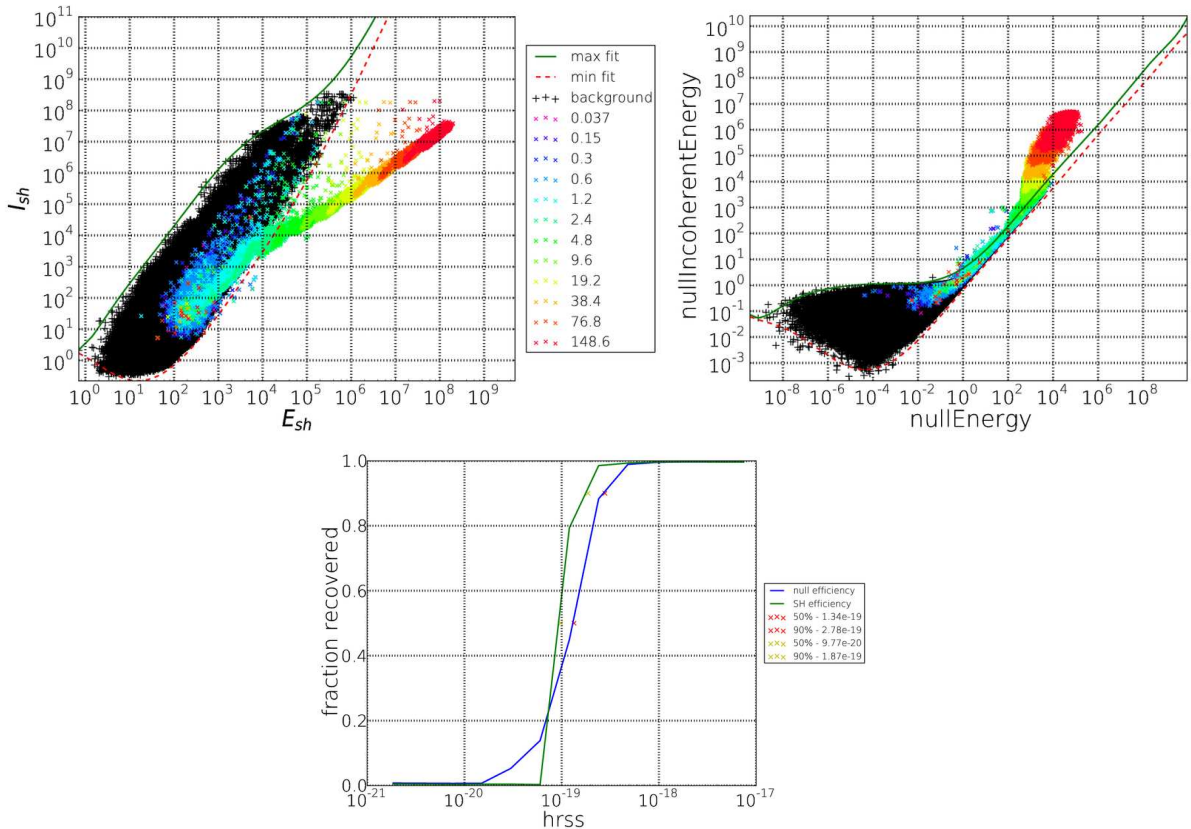 10^11
10^10
10^9
10^8
10^7
10^6
10^5
10^4
10^3
10^2
10^1
10^0
I_sh
10^0 10^1 10^2 10^3 10^4 10^5 10^6 10^7 10^8 10^9
E_sh
max fit
min fit
background
0.037
0.15
0.3
0.6
1.2
2.4
4.8
9.6
19.2
38.4
76.8
148.6
10^10
10^9
10^8
10^7
10^6
10^5
10^4
10^3
10^2
10^1
10^0
10^-1
10^-2
10^-3
nullIncoherentEnergy
10^-8 10^-6 10^-4 10^-2 10^0 10^2 10^4 10^6 10^8
nullEnergy
1.0
0.8
0.6
0.4
0.2
0.0
fraction recovered
10^-21 10^-20 10^-19 10^-18 10^-17
hrss
null efficiency
SH efficiency
50% - 1.34e-19
90% - 2.78e-19
50% - 9.77e-20
90% - 1.87e-19